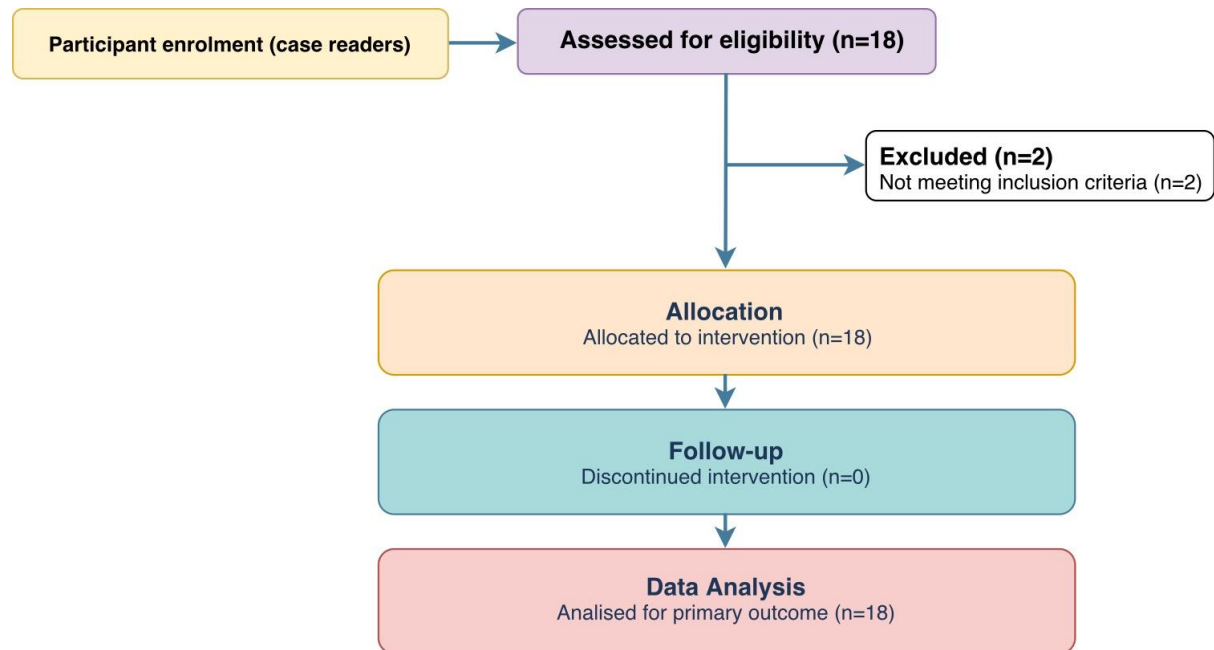 Participant enrolment (case readers)
Assessed for eligibility (n=18)
Excluded (n=2)
Not meeting inclusion criteria (n=2)
Allocation
Allocated to intervention (n=18)
Follow-up
Discontinued intervention (n=0)
Data Analysis
Analised for primary outcome (n=18)